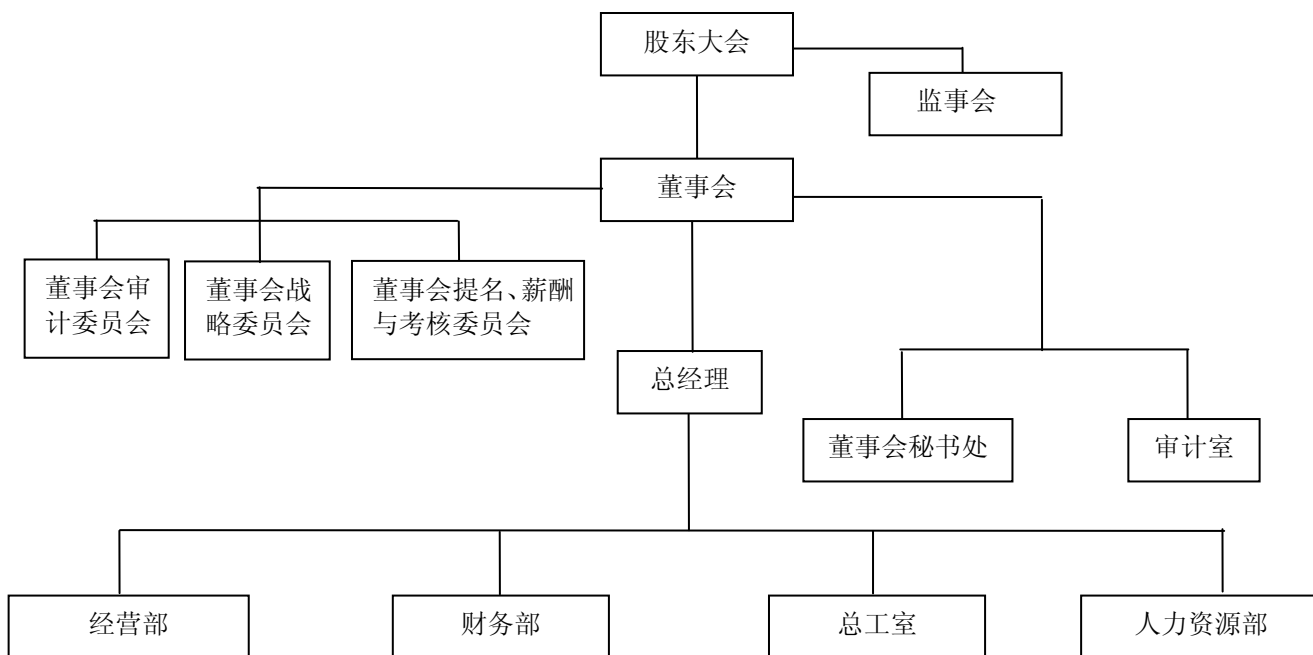 股东大会
监事会
董事会
董事会审
计委员会
董事会战
略委员会
董事会提名、薪酬
与考核委员会
总经理
董事会秘书处
审计室
经营部
财务部
总工室
人力资源部